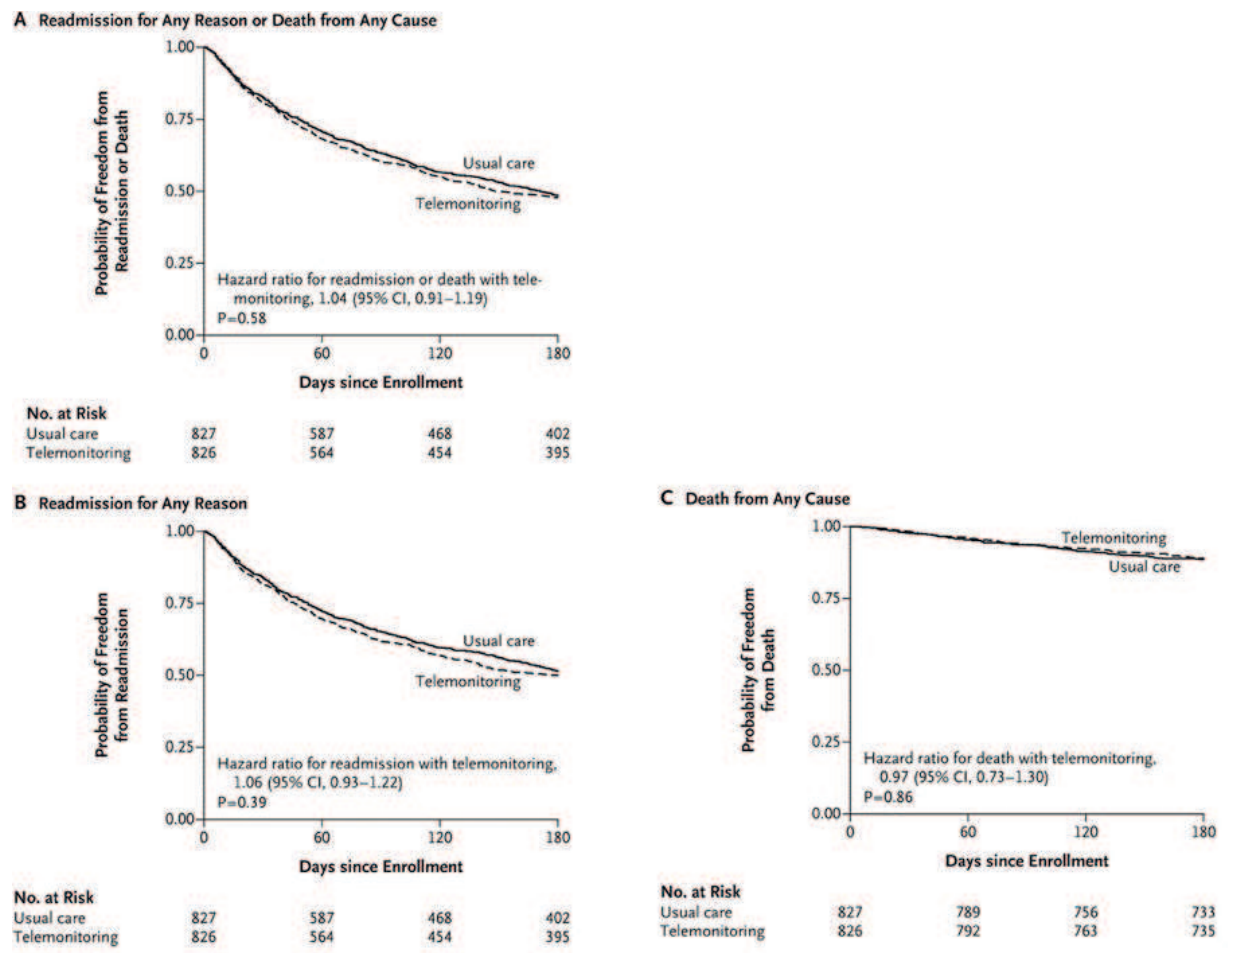 A Readmission for Any Reason or Death from Any Cause
Probability of Freedom from
Readmission or Death
1.00
0.75
0.50
0.25
0.00
Usual care
Telemonitoring
Hazard ratio for readmission or death with tele-
monitoring, 1.04 (95% CI, 0.91–1.19)
P=0.58
0 60 120 180
Days since Enrollment
No. at Risk
Usual care 827 587 468 402
Telemonitoring 826 564 454 395
B Readmission for Any Reason
Probability of Freedom
from Readmission
1.00
0.75
0.50
0.25
0.00
Usual care
Telemonitoring
Hazard ratio for readmission with telemonitoring,
1.06 (95% CI, 0.93–1.22)
P=0.39
0 60 120 180
Days since Enrollment
No. at Risk
Usual care 827 587 468 402
Telemonitoring 826 564 454 395
C Death from Any Cause
Probability of Freedom
from Death
1.00
0.75
0.50
0.25
0.00
Telemonitoring
Usual care
Hazard ratio for death with telemonitoring,
0.97 (95% CI, 0.73–1.30)
P=0.86
0 60 120 180
Days since Enrollment
No. at Risk
Usual care 827 789 756 733
Telemonitoring 826 792 763 735